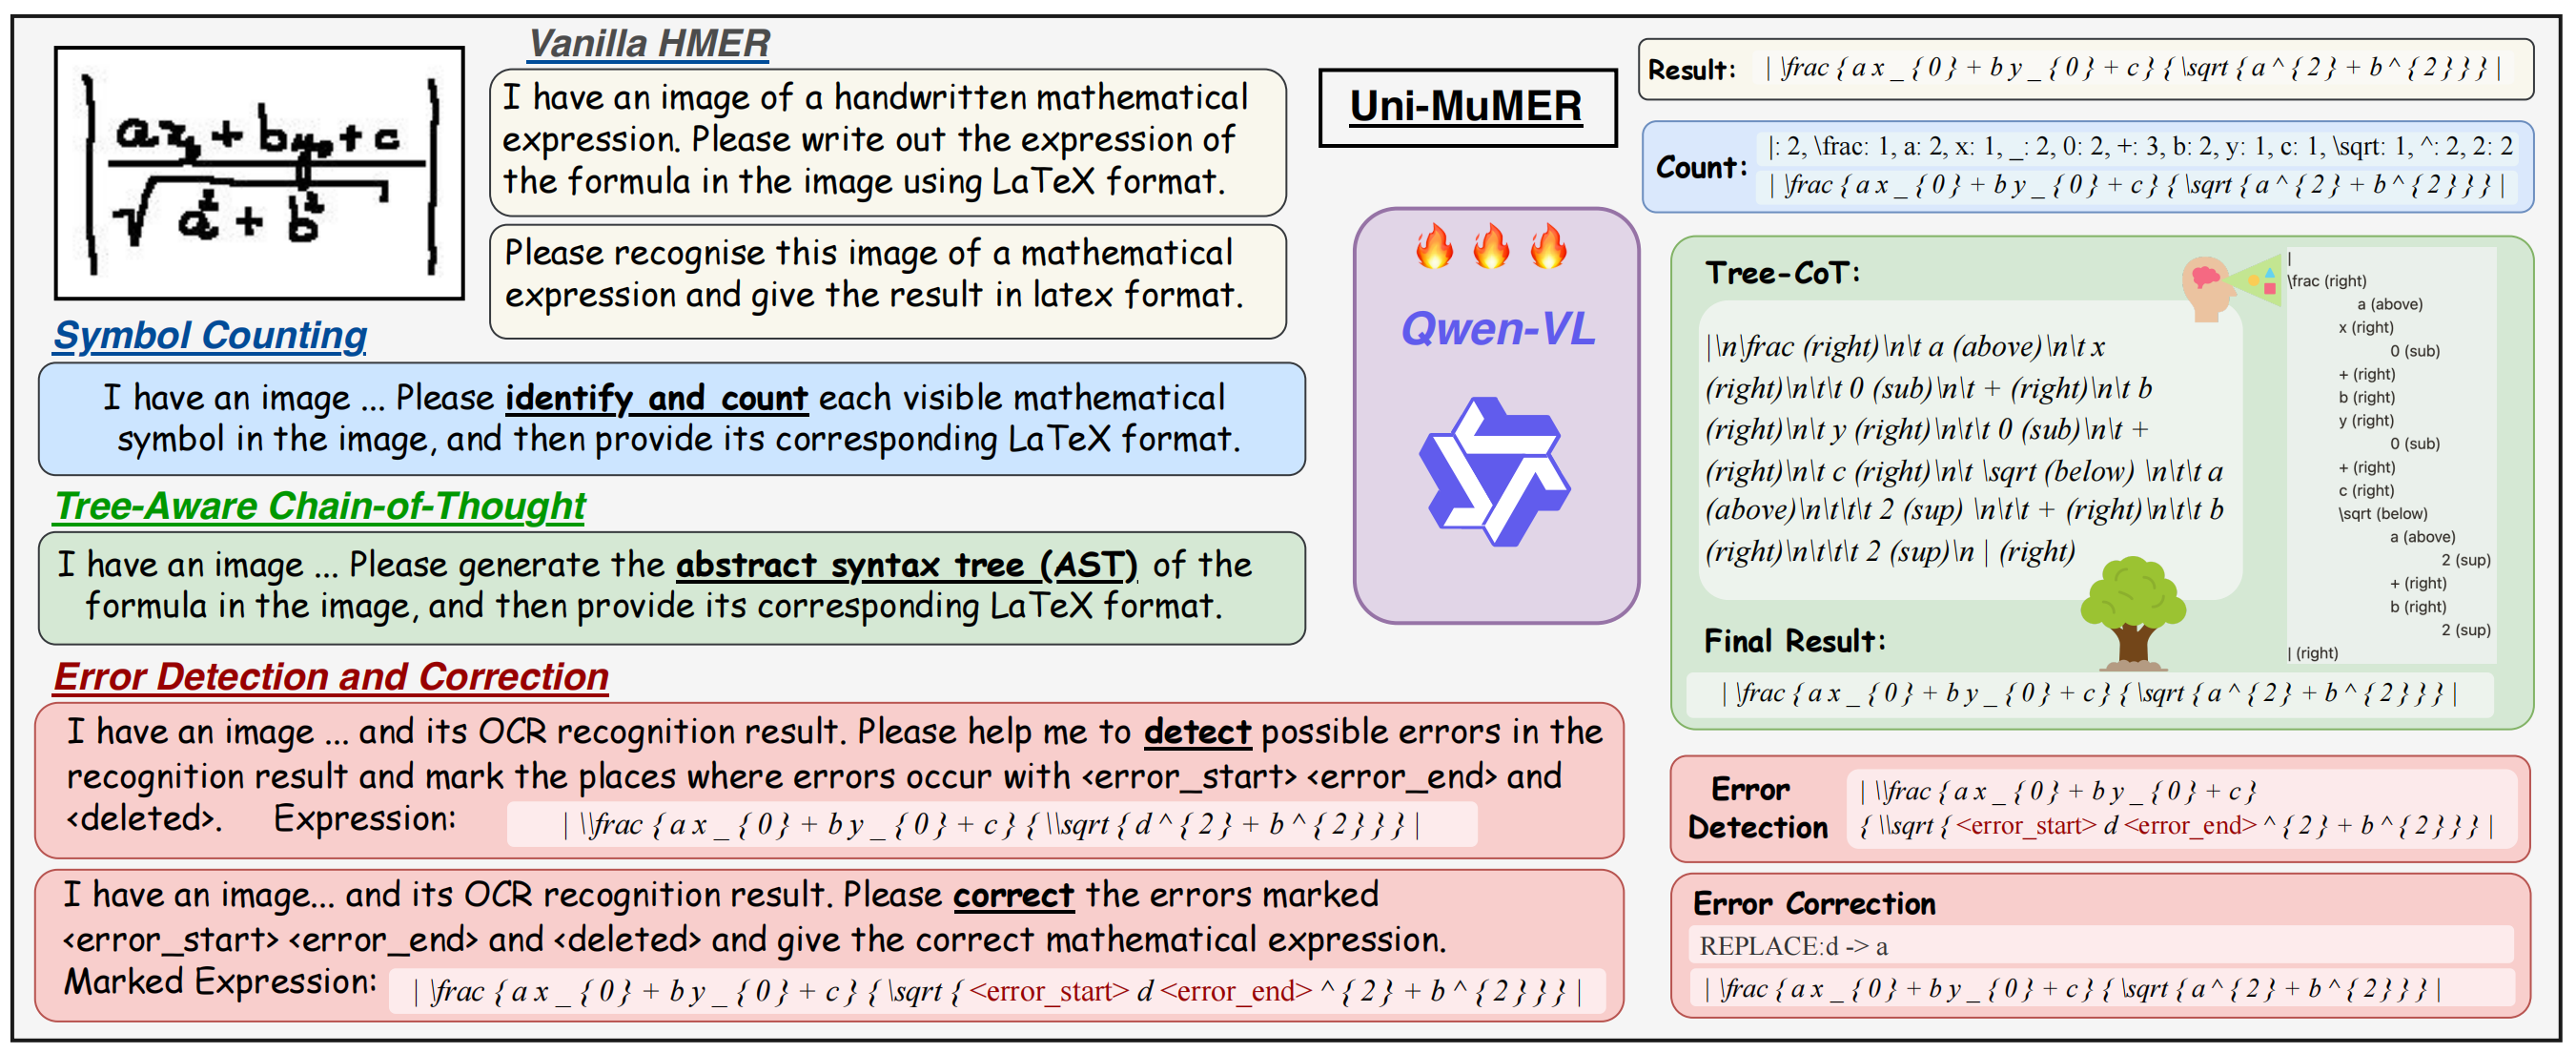 Vanilla HMER
I have an image of a handwritten mathematical
expression. Please write out the expression of
the formula in the image using LaTeX format.
Please recognise this image of a mathematical
expression and give the result in latex format.
| \frac{ax_0 + by_0 + c}{\sqrt{a^2 + b^2}} |
Symbol Counting
I have an image ... Please identify and count each visible mathematical
symbol in the image, and then provide its corresponding LaTeX format.
Tree-Aware Chain-of-Thought
I have an image ... Please generate the abstract syntax tree (AST) of the
formula in the image, and then provide its corresponding LaTeX format.
Error Detection and Correction
I have an image ... and its OCR recognition result. Please help me to detect possible errors in the
recognition result and mark the places where errors occur with <error_start> <error_end> and
<deleted>. Expression: | \\frac { a x _ { 0 } + b y _ { 0 } + c } { \\sqrt { d ^ { 2 } + b ^ { 2 } } } |
I have an image... and its OCR recognition result. Please correct the errors marked
<error_start> <error_end> and <deleted> and give the correct mathematical expression.
Marked Expression: | \frac { a x _ { 0 } + b y _ { 0 } + c } { \sqrt { <error_start> d <error_end> ^ { 2 } + b ^ { 2 } } } |
Uni-MuMER
Qwen-VL
Result: | \frac { a x _ { 0 } + b y _ { 0 } + c } { \sqrt { a ^ { 2 } + b ^ { 2 } } } |
Count:
|: 2, \frac: 1, a: 2, x: 1, _: 2, 0: 2, +: 3, b: 2, y: 1, c: 1, \sqrt: 1, ^: 2, 2: 2
| \frac { a x _ { 0 } + b y _ { 0 } + c } { \sqrt { a ^ { 2 } + b ^ { 2 } } } |
Tree-CoT:
|\n\frac (right)\n\t a (above)\n\t x
(right)\n\t\t 0 (sub)\n\t + (right)\n\t b
(right)\n\t y (right)\n\t\t 0 (sub)\n\t +
(right)\n\t c (right)\n\t \sqrt (below) \n\t\t a
(above)\n\t\t\t 2 (sup) \n\t\t + (right)\n\t\t b
(right)\n\t\t\t 2 (sup)\n | (right)
|
\frac (right)
a (above)
x (right)
0 (sub)
+ (right)
b (right)
y (right)
0 (sub)
+ (right)
c (right)
\sqrt (below)
a (above)
2 (sup)
+ (right)
b (right)
2 (sup)
| (right)
Final Result:
| \frac { a x _ { 0 } + b y _ { 0 } + c } { \sqrt { a ^ { 2 } + b ^ { 2 } } } |
Error
Detection
| \\frac { a x _ { 0 } + b y _ { 0 } + c }
{ \\sqrt { <error_start> d <error_end> ^ { 2 } + b ^ { 2 } } } |
Error Correction
REPLACE:d -> a
| \frac { a x _ { 0 } + b y _ { 0 } + c } { \sqrt { a ^ { 2 } + b ^ { 2 } } } |